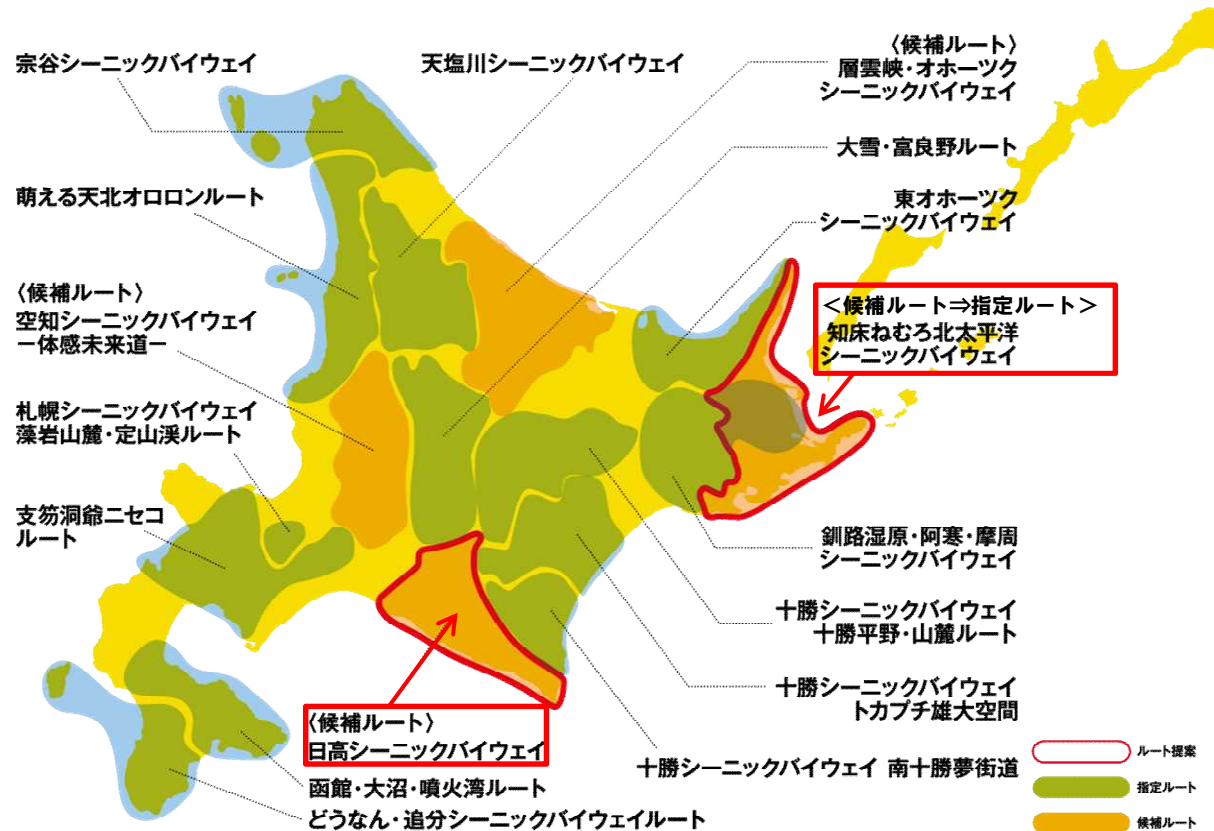 宗谷シーニックバイウェイ
天塩川シーニックバイウェイ
〈候補ルート〉
層雲峡・オホーツク
シーニックバイウェイ
大雪・富良野ルート
萌える天北オロロンルート
東オホーツク
シーニックバイウェイ
〈候補ルート〉
空知シーニックバイウェイ
ー体感未来道ー
＜候補ルート⇒指定ルート＞
知床ねむろ北太平洋
シーニックバイウェイ
札幌シーニックバイウェイ
藻岩山麓・定山渓ルート
支笏洞爺ニセコ
ルート
釧路湿原・阿寒・摩周
シーニックバイウェイ
十勝シーニックバイウェイ
十勝平野・山麓ルート
十勝シーニックバイウェイ
トカプチ雄大空間
〈候補ルート〉
日高シーニックバイウェイ
十勝シーニックバイウェイ 南十勝夢街道
函館・大沼・噴火湾ルート
どうなん・追分シーニックバイウェイルート
ルート提案
指定ルート
候補ルート